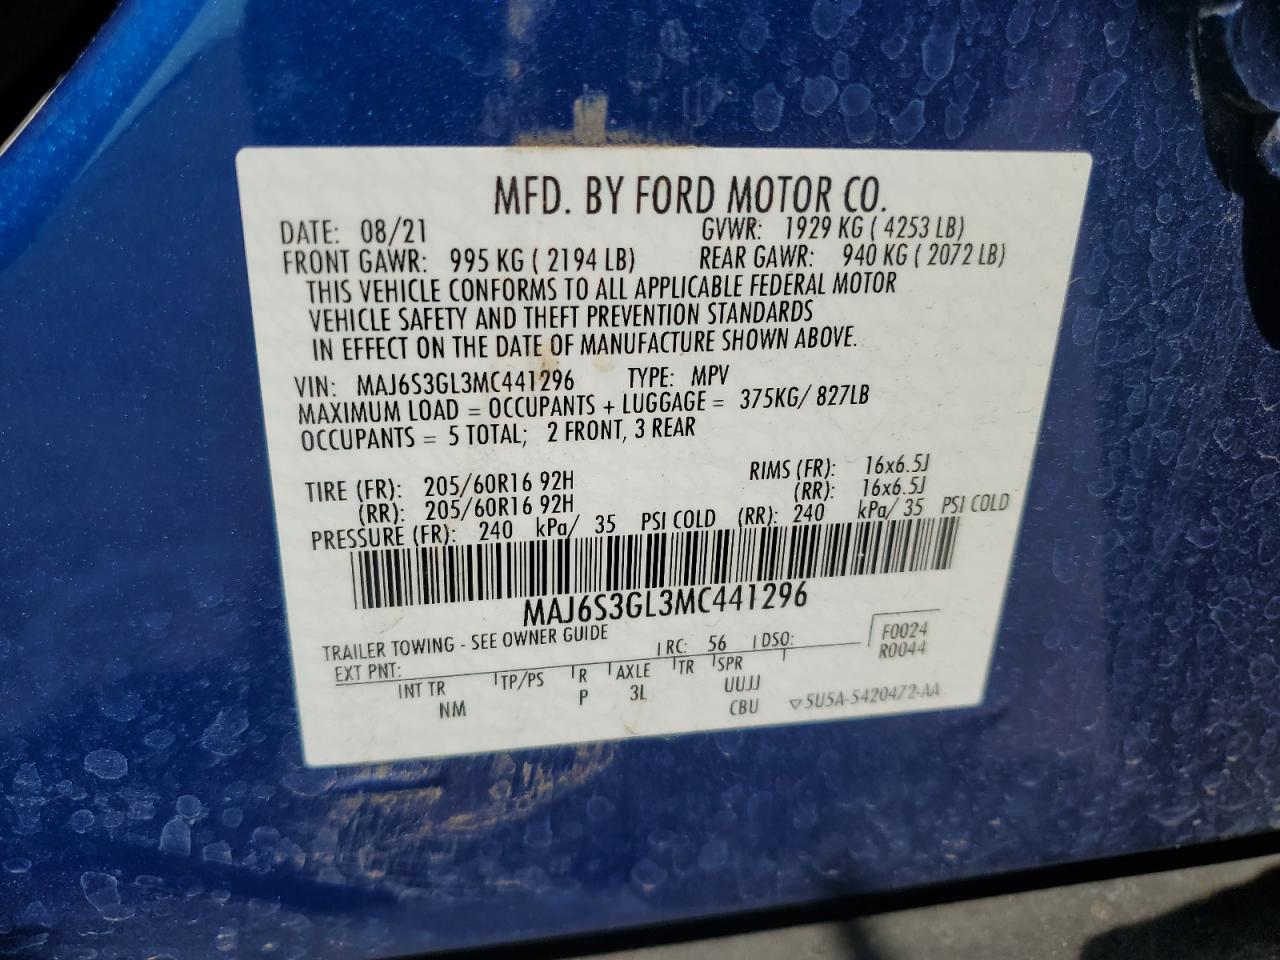 MFD. BY FORD MOTOR CO.
DATE: 08/21 GVWR: 1929 KG ( 4253 LB)
FRONT GAWR: 995 KG ( 2194 LB) REAR GAWR: 940 KG ( 2072 LB)
THIS VEHICLE CONFORMS TO ALL APPLICABLE FEDERAL MOTOR
VEHICLE SAFETY AND THEFT PREVENTION STANDARDS
IN EFFECT ON THE DATE OF MANUFACTURE SHOWN ABOVE.
VIN: MAJ6S3GL3MC441296 TYPE: MPV
MAXIMUM LOAD = OCCUPANTS + LUGGAGE = 375KG/ 827LB
OCCUPANTS = 5 TOTAL; 2 FRONT, 3 REAR
TIRE (FR): 205/60R16 92H RIMS (FR): 16x6.5J
(RR): 205/60R16 92H (RR): 16x6.5J
PRESSURE (FR): 240 kPa/ 35 PSI COLD (RR): 240 kPa/ 35 PSI COLD
MAJ6S3GL3MC441296
TRAILER TOWING - SEE OWNER GUIDE
EXT PNT: RC: 56 DSO: F0024
R0044
INT TR TP/PS R AXLE TR SPR
NM P 3L UUJJ
CBU ▽5U5A-5420472-AA